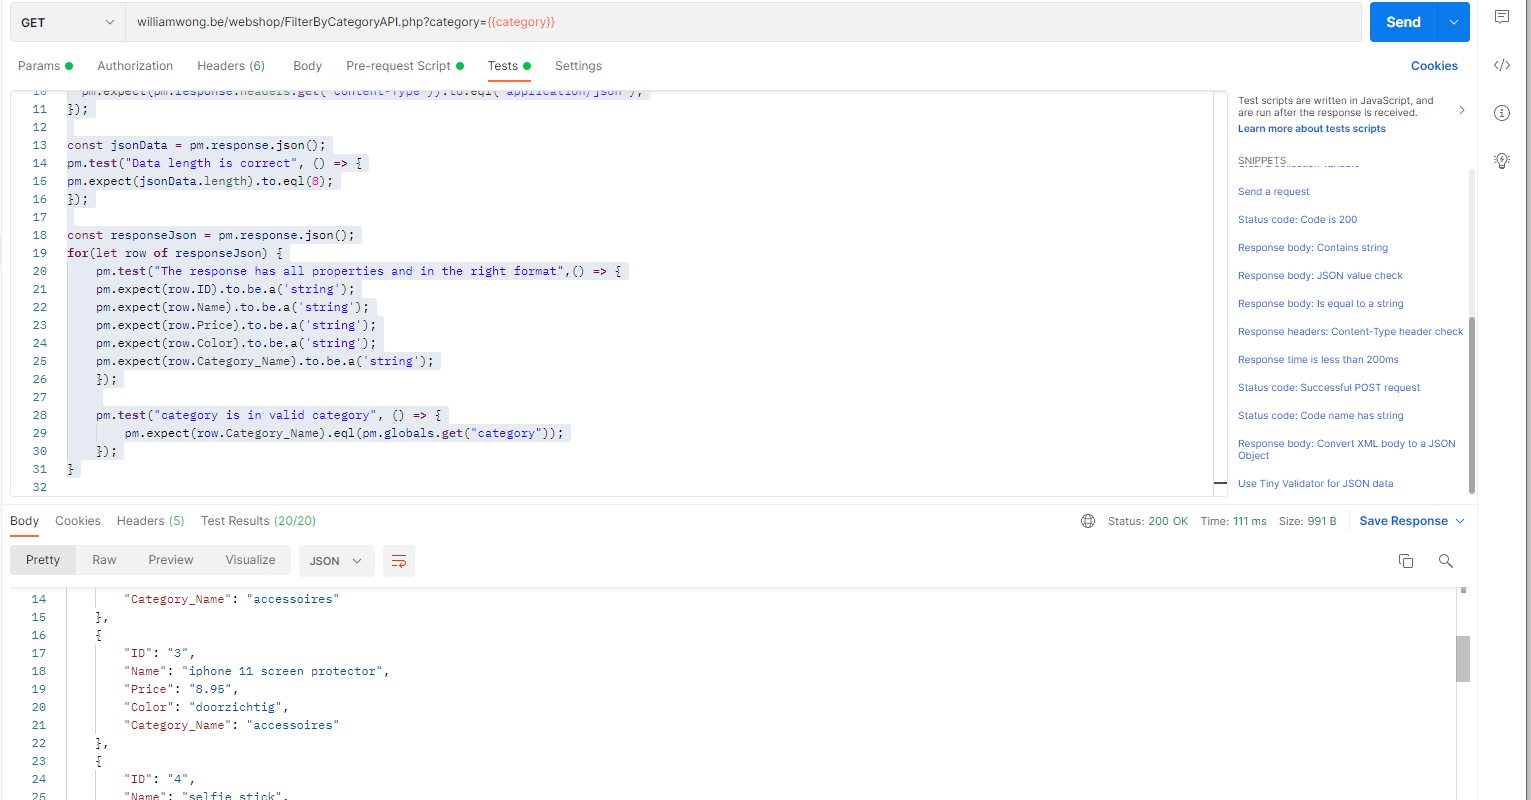 GET
williamwong.be/webshop/FilterByCategoryAPI.php?category={{category}}
Send
Params
Authorization
Headers (6)
Body
Pre-request Script
Tests
Settings
Cookies
10 pm.expect(pm.response.headers.get('Content-Type')).to.eql('application/json');
11 });
12
13 const jsonData = pm.response.json();
14 pm.test("Data length is correct", () => {
15 pm.expect(jsonData.length).to.eql(8);
16 });
17
18 const responseJson = pm.response.json();
19 for(let row of responseJson) {
20 pm.test("The response has all properties and in the right format",() => {
21 pm.expect(row.ID).to.be.a('string');
22 pm.expect(row.Name).to.be.a('string');
23 pm.expect(row.Price).to.be.a('string');
24 pm.expect(row.Color).to.be.a('string');
25 pm.expect(row.Category_Name).to.be.a('string');
26 });
27
28 pm.test("category is in valid category", () => {
29 pm.expect(row.Category_Name).eql(pm.globals.get("category"));
30 });
31 }
32
Test scripts are written in JavaScript, and
are run after the response is received.
Learn more about tests scripts
SNIPPETS
Send a request
Status code: Code is 200
Response body: Contains string
Response body: JSON value check
Response body: Is equal to a string
Response headers: Content-Type header check
Response time is less than 200ms
Status code: Successful POST request
Status code: Code name has string
Response body: Convert XML body to a JSON
Object
Use Tiny Validator for JSON data
Body
Cookies
Headers (5)
Test Results (20/20)
Status: 200 OK
Time: 111 ms
Size: 991 B
Save Response
Pretty
Raw
Preview
Visualize
JSON
14 "Category_Name": "accessoires"
15 },
16 {
17 "ID": "3",
18 "Name": "iphone 11 screen protector",
19 "Price": "8.95",
20 "Color": "doorzichtig",
21 "Category_Name": "accessoires"
22 },
23 {
24 "ID": "4",
25 "Name": "selfie stick",